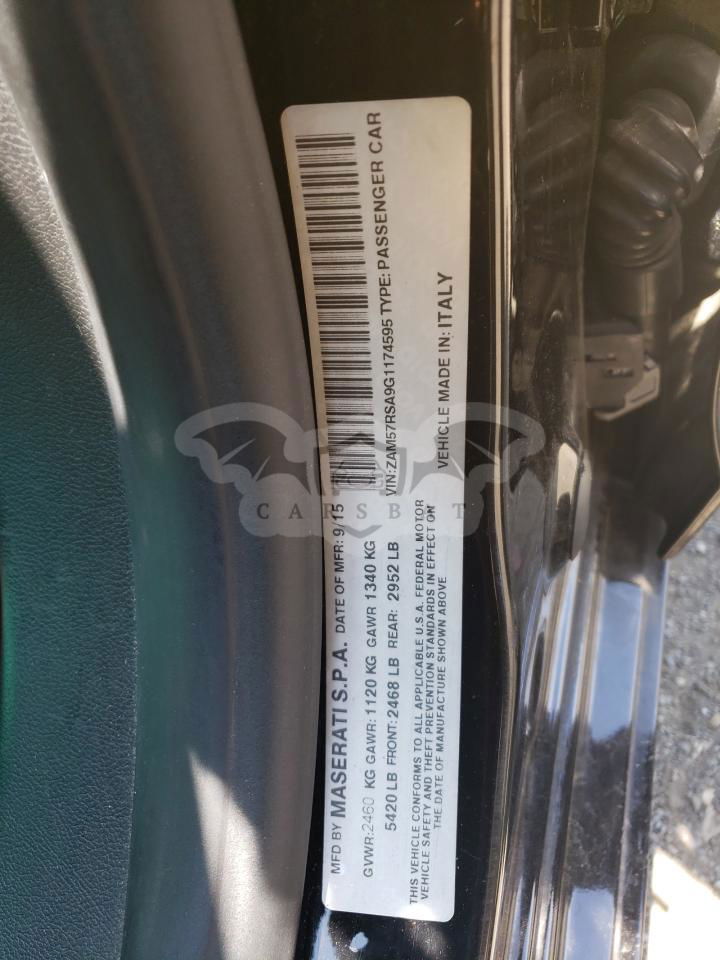 MFD BY MASERATI S.P.A. DATE OF MFR: 9/15
GVWR:2460 KG GAWR: 1120 KG GAWR 1340 KG
5420 LB FRONT: 2468 LB REAR: 2952 LB
VIN:ZAM57RSA9G1174595 TYPE: PASSENGER CAR
THIS VEHICLE CONFORMS TO ALL APPLICABLE U.S.A. FEDERAL MOTOR
VEHICLE SAFETY AND THEFT PREVENTION STANDARDS IN EFFECT ON
THE DATE OF MANUFACTURE SHOWN ABOVE
VEHICLE MADE IN: ITALY
CARSBAT